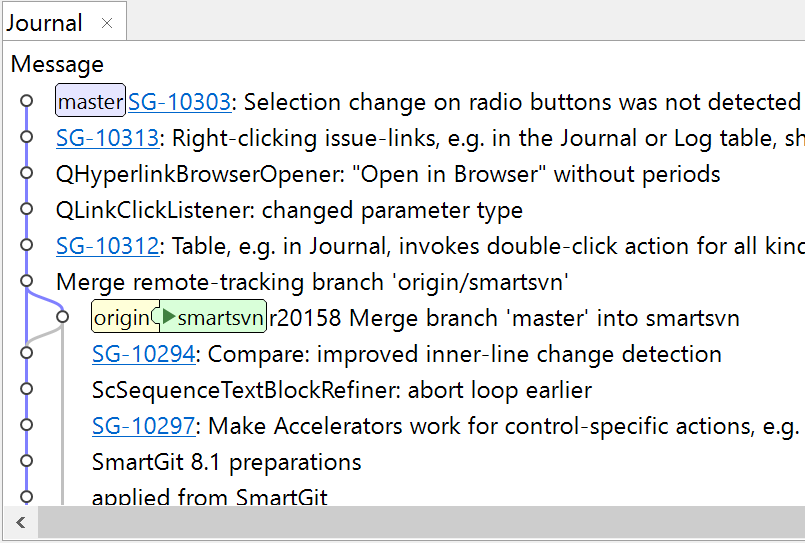 Journal
Message
master SG-10303: Selection change on radio buttons was not detected
SG-10313: Right-clicking issue-links, e.g. in the Journal or Log table, sh
QHyperlinkBrowserOpener: "Open in Browser" without periods
QLinkClickListener: changed parameter type
SG-10312: Table, e.g. in Journal, invokes double-click action for all kind
Merge remote-tracking branch 'origin/smartsvn'
origin smartsvn r20158 Merge branch 'master' into smartsvn
SG-10294: Compare: improved inner-line change detection
ScSequenceTextBlockRefiner: abort loop earlier
SG-10297: Make Accelerators work for control-specific actions, e.g.
SmartGit 8.1 preparations
applied from SmartGit